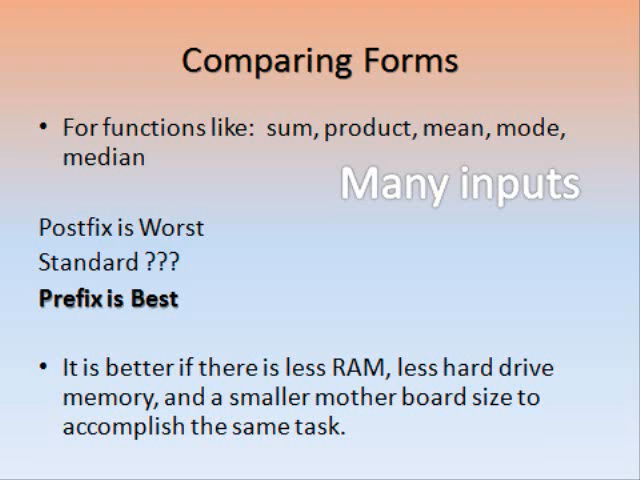 Comparing Forms
• For functions like: sum, product, mean, mode,
median
Many inputs
Postfix is Worst
Standard ???
Prefix is Best
• It is better if there is less RAM, less hard drive
memory, and a smaller mother board size to
accomplish the same task.